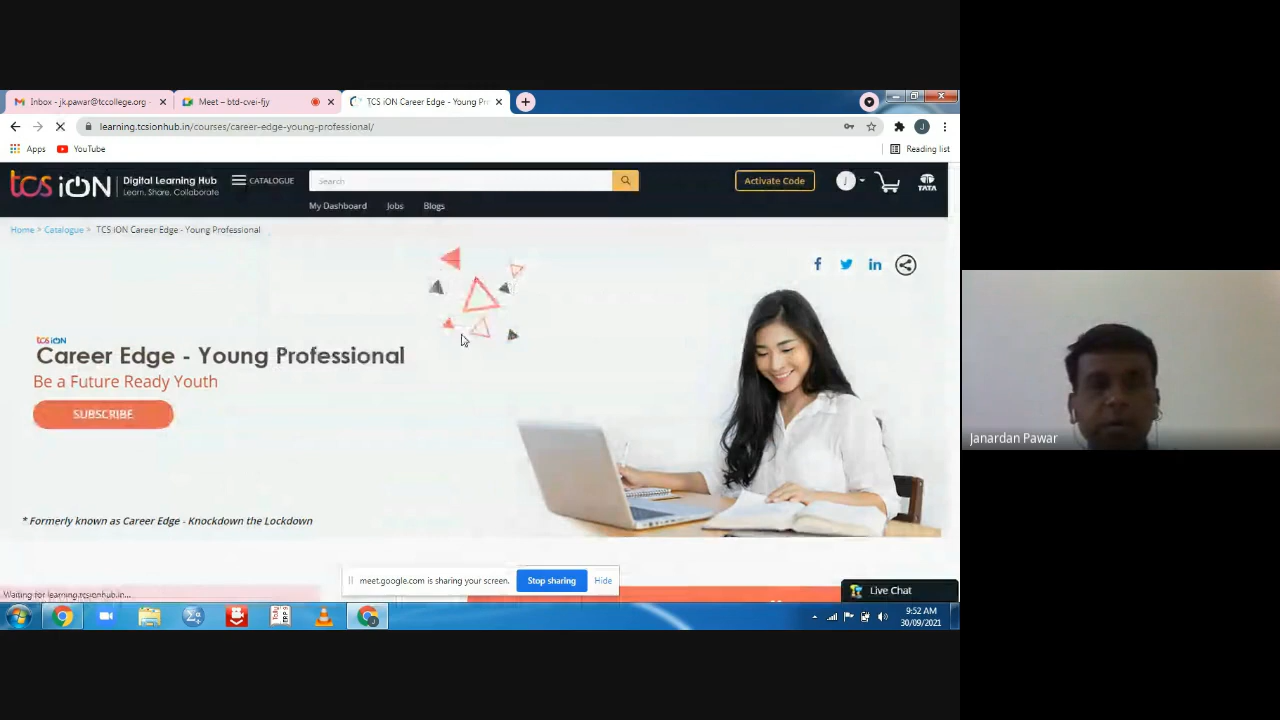 Inbox - jk.pawar@tccollege.org -
Meet – btd-cvei-fjy
TCS iON Career Edge - Young Pr
learning.tcsionhub.in/courses/career-edge-young-professional/
J
Apps
YouTube
Reading list
tcs iON
Digital Learning Hub
Learn. Share. Collaborate
CATALOGUE
Search
Activate Code
J
TATA
My Dashboard
Jobs
Blogs
Home > Catalogue > TCS iON Career Edge - Young Professional
tcs iON
Career Edge - Young Professional
Be a Future Ready Youth
SUBSCRIBE
Janardan Pawar
* Formerly known as Career Edge - Knockdown the Lockdown
meet.google.com is sharing your screen.
Stop sharing
Hide
Waiting for learning.tcsionhub.in...
Live Chat
9:52 AM
30/09/2021